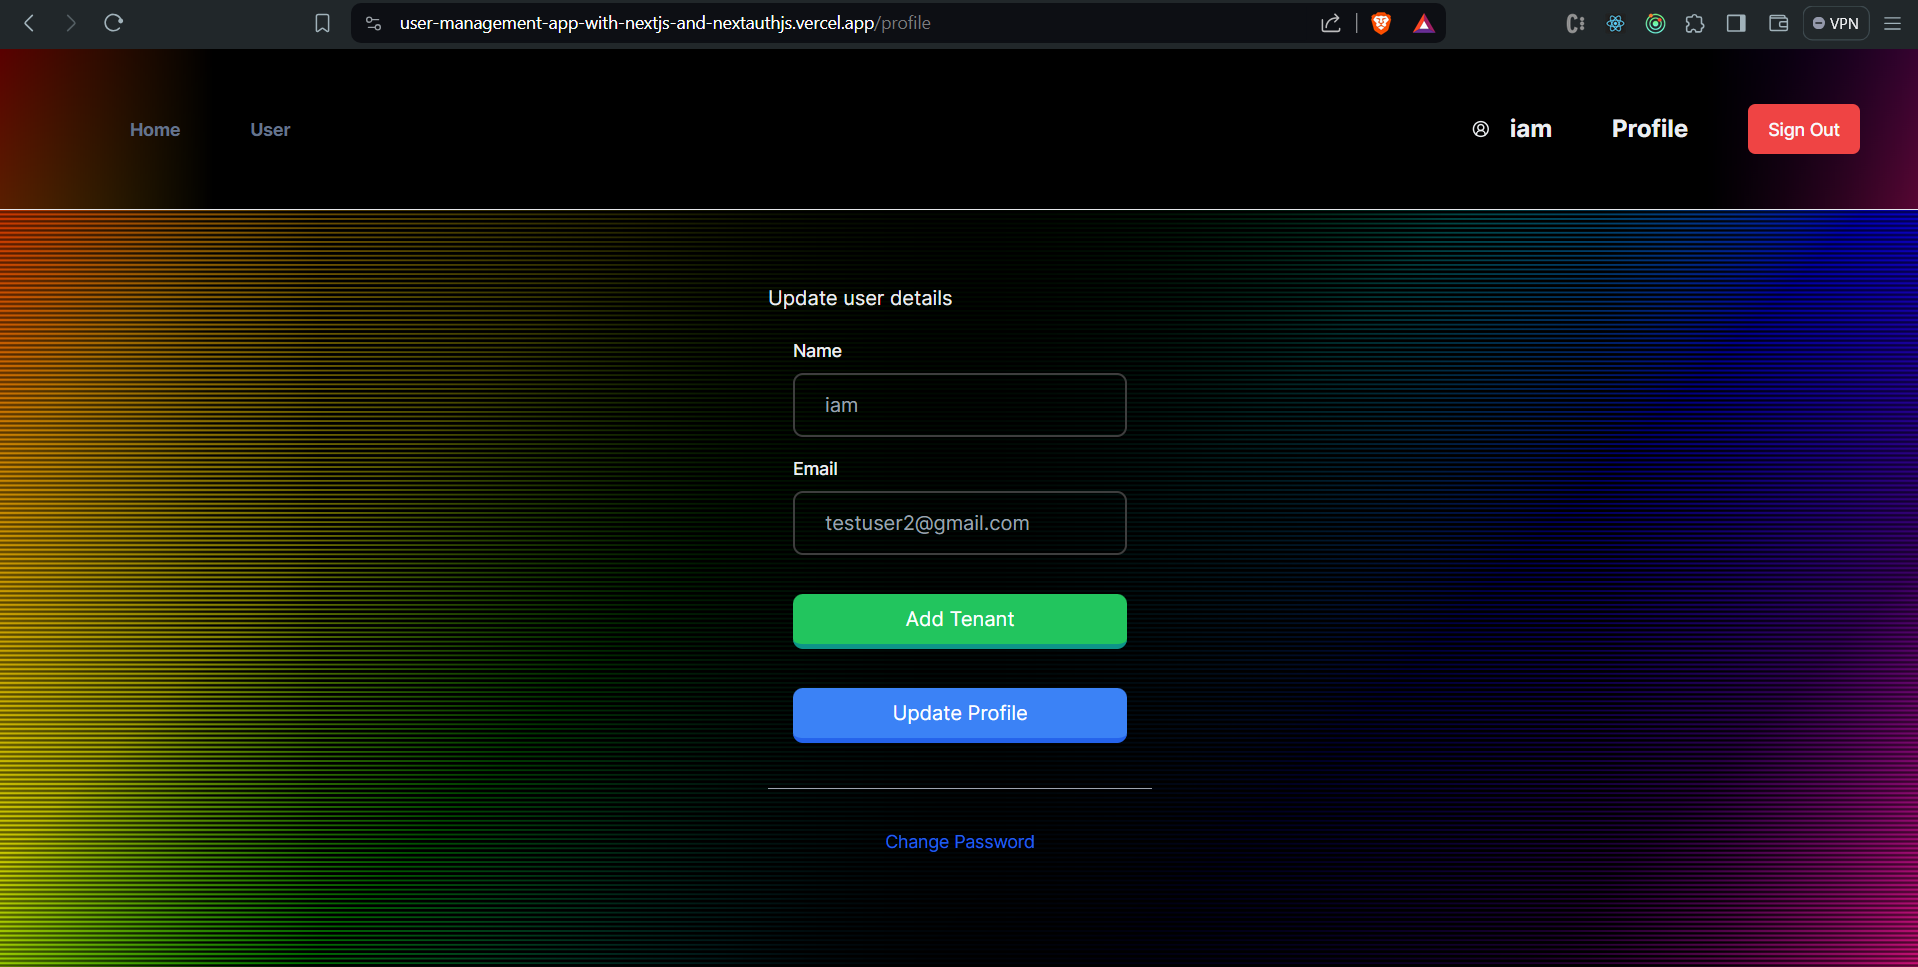 user-management-app-with-nextjs-and-nextauthjs.vercel.app/profile
VPN
Home User iam Profile Sign Out
Update user details
Name
iam
Email
testuser2@gmail.com
Add Tenant
Update Profile
Change Password